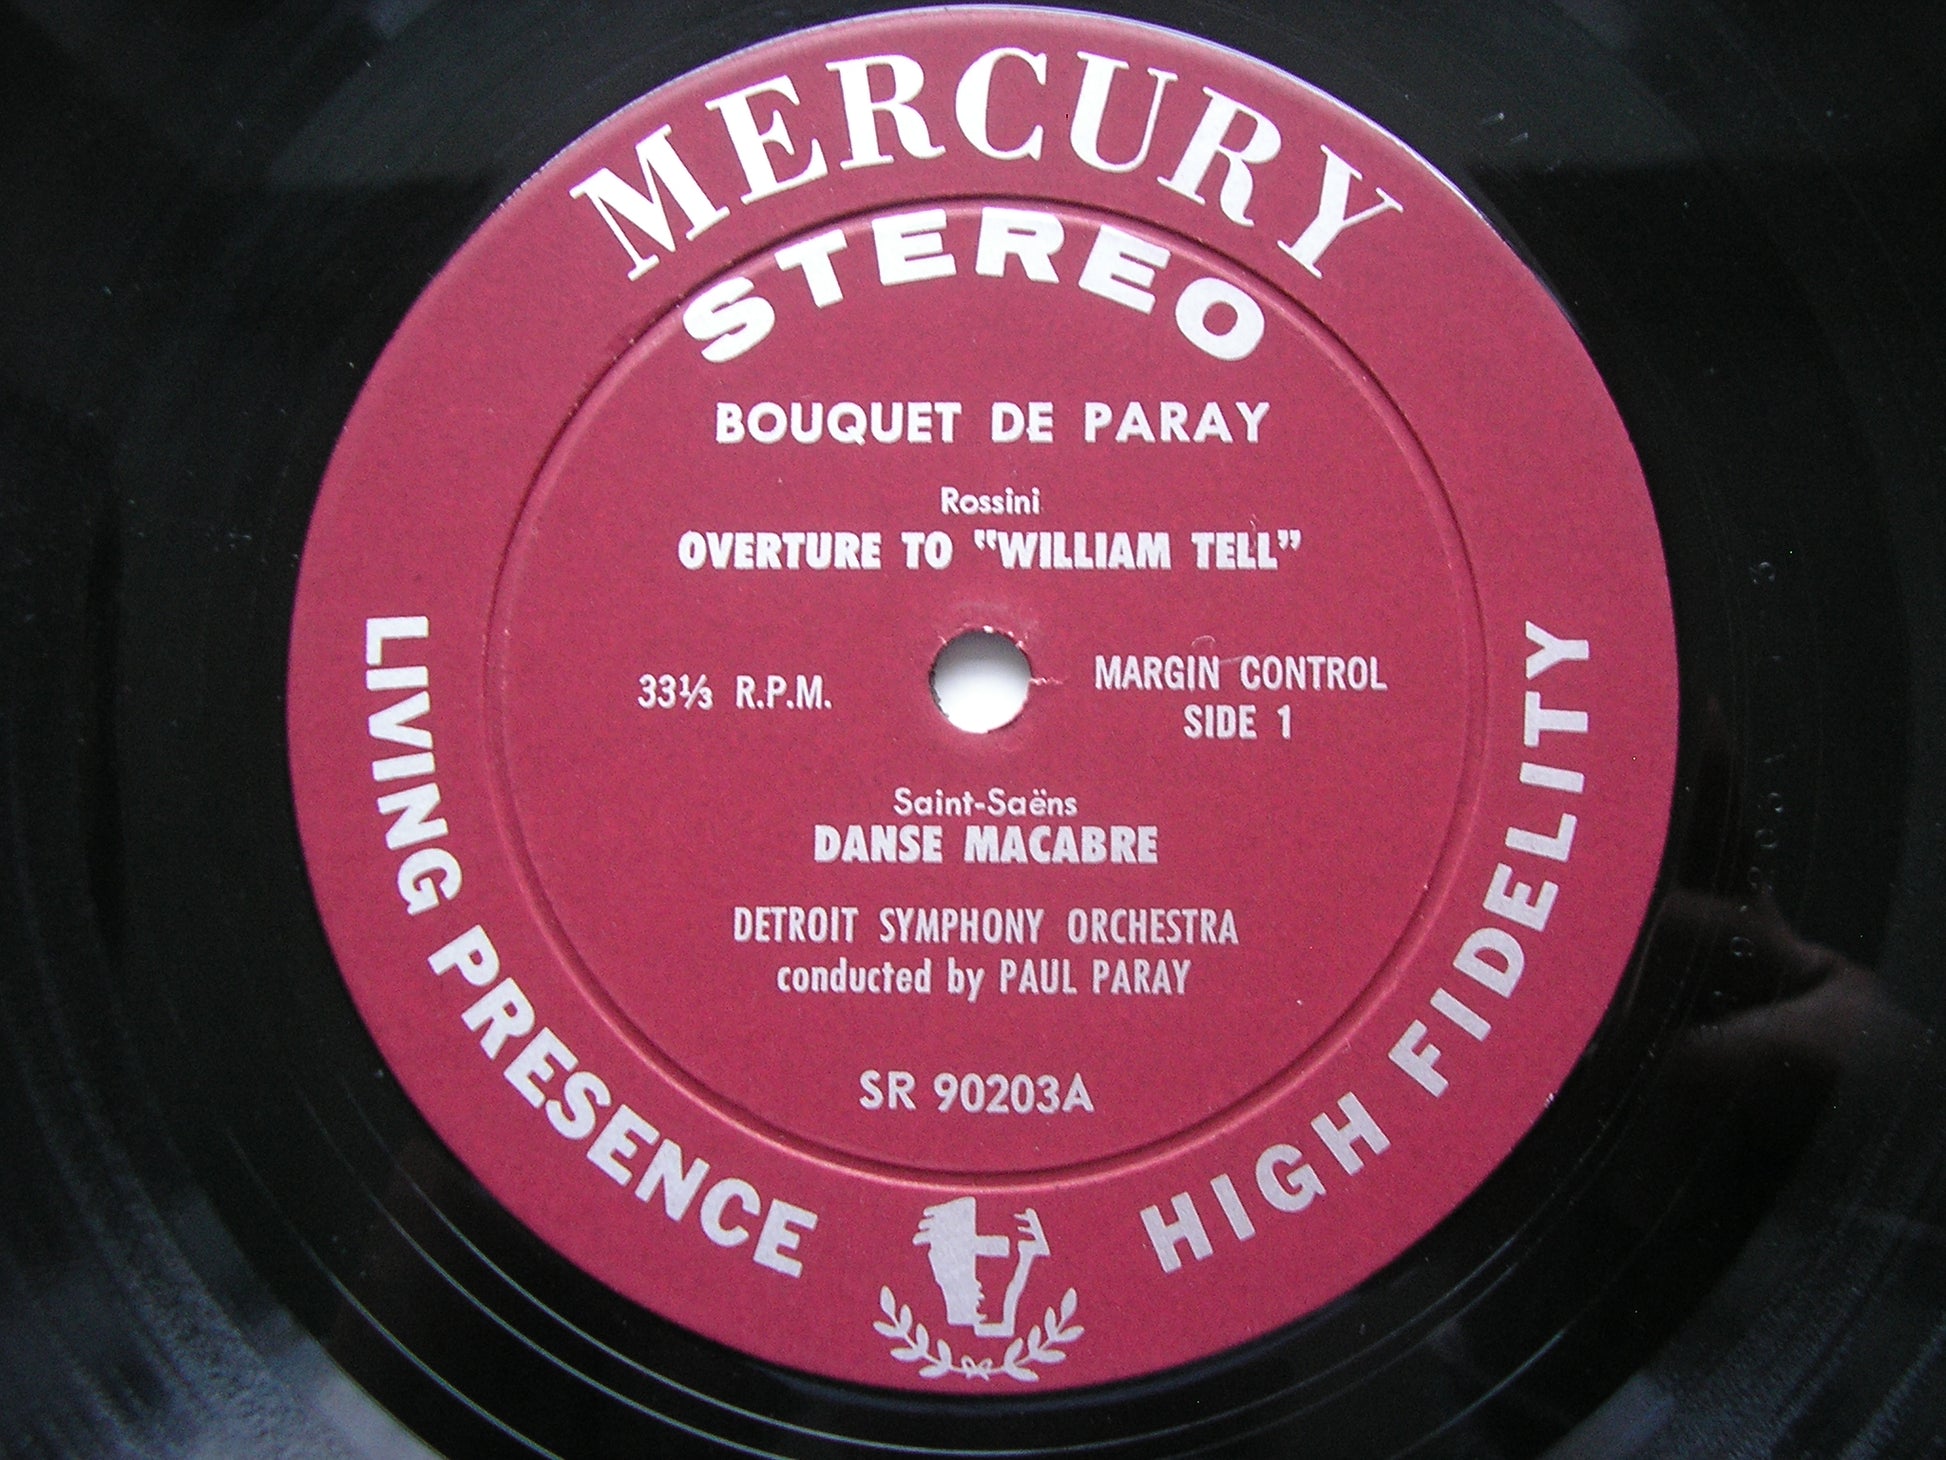 MERCURY
STEREO
BOUQUET DE PARAY
Rossini
OVERTURE TO "WILLIAM TELL"
33⅓ R.P.M.
MARGIN CONTROL
SIDE 1
Saint-Saëns
DANSE MACABRE
DETROIT SYMPHONY ORCHESTRA
conducted by PAUL PARAY
SR 90203A
LIVING PRESENCE
HIGH FIDELITY